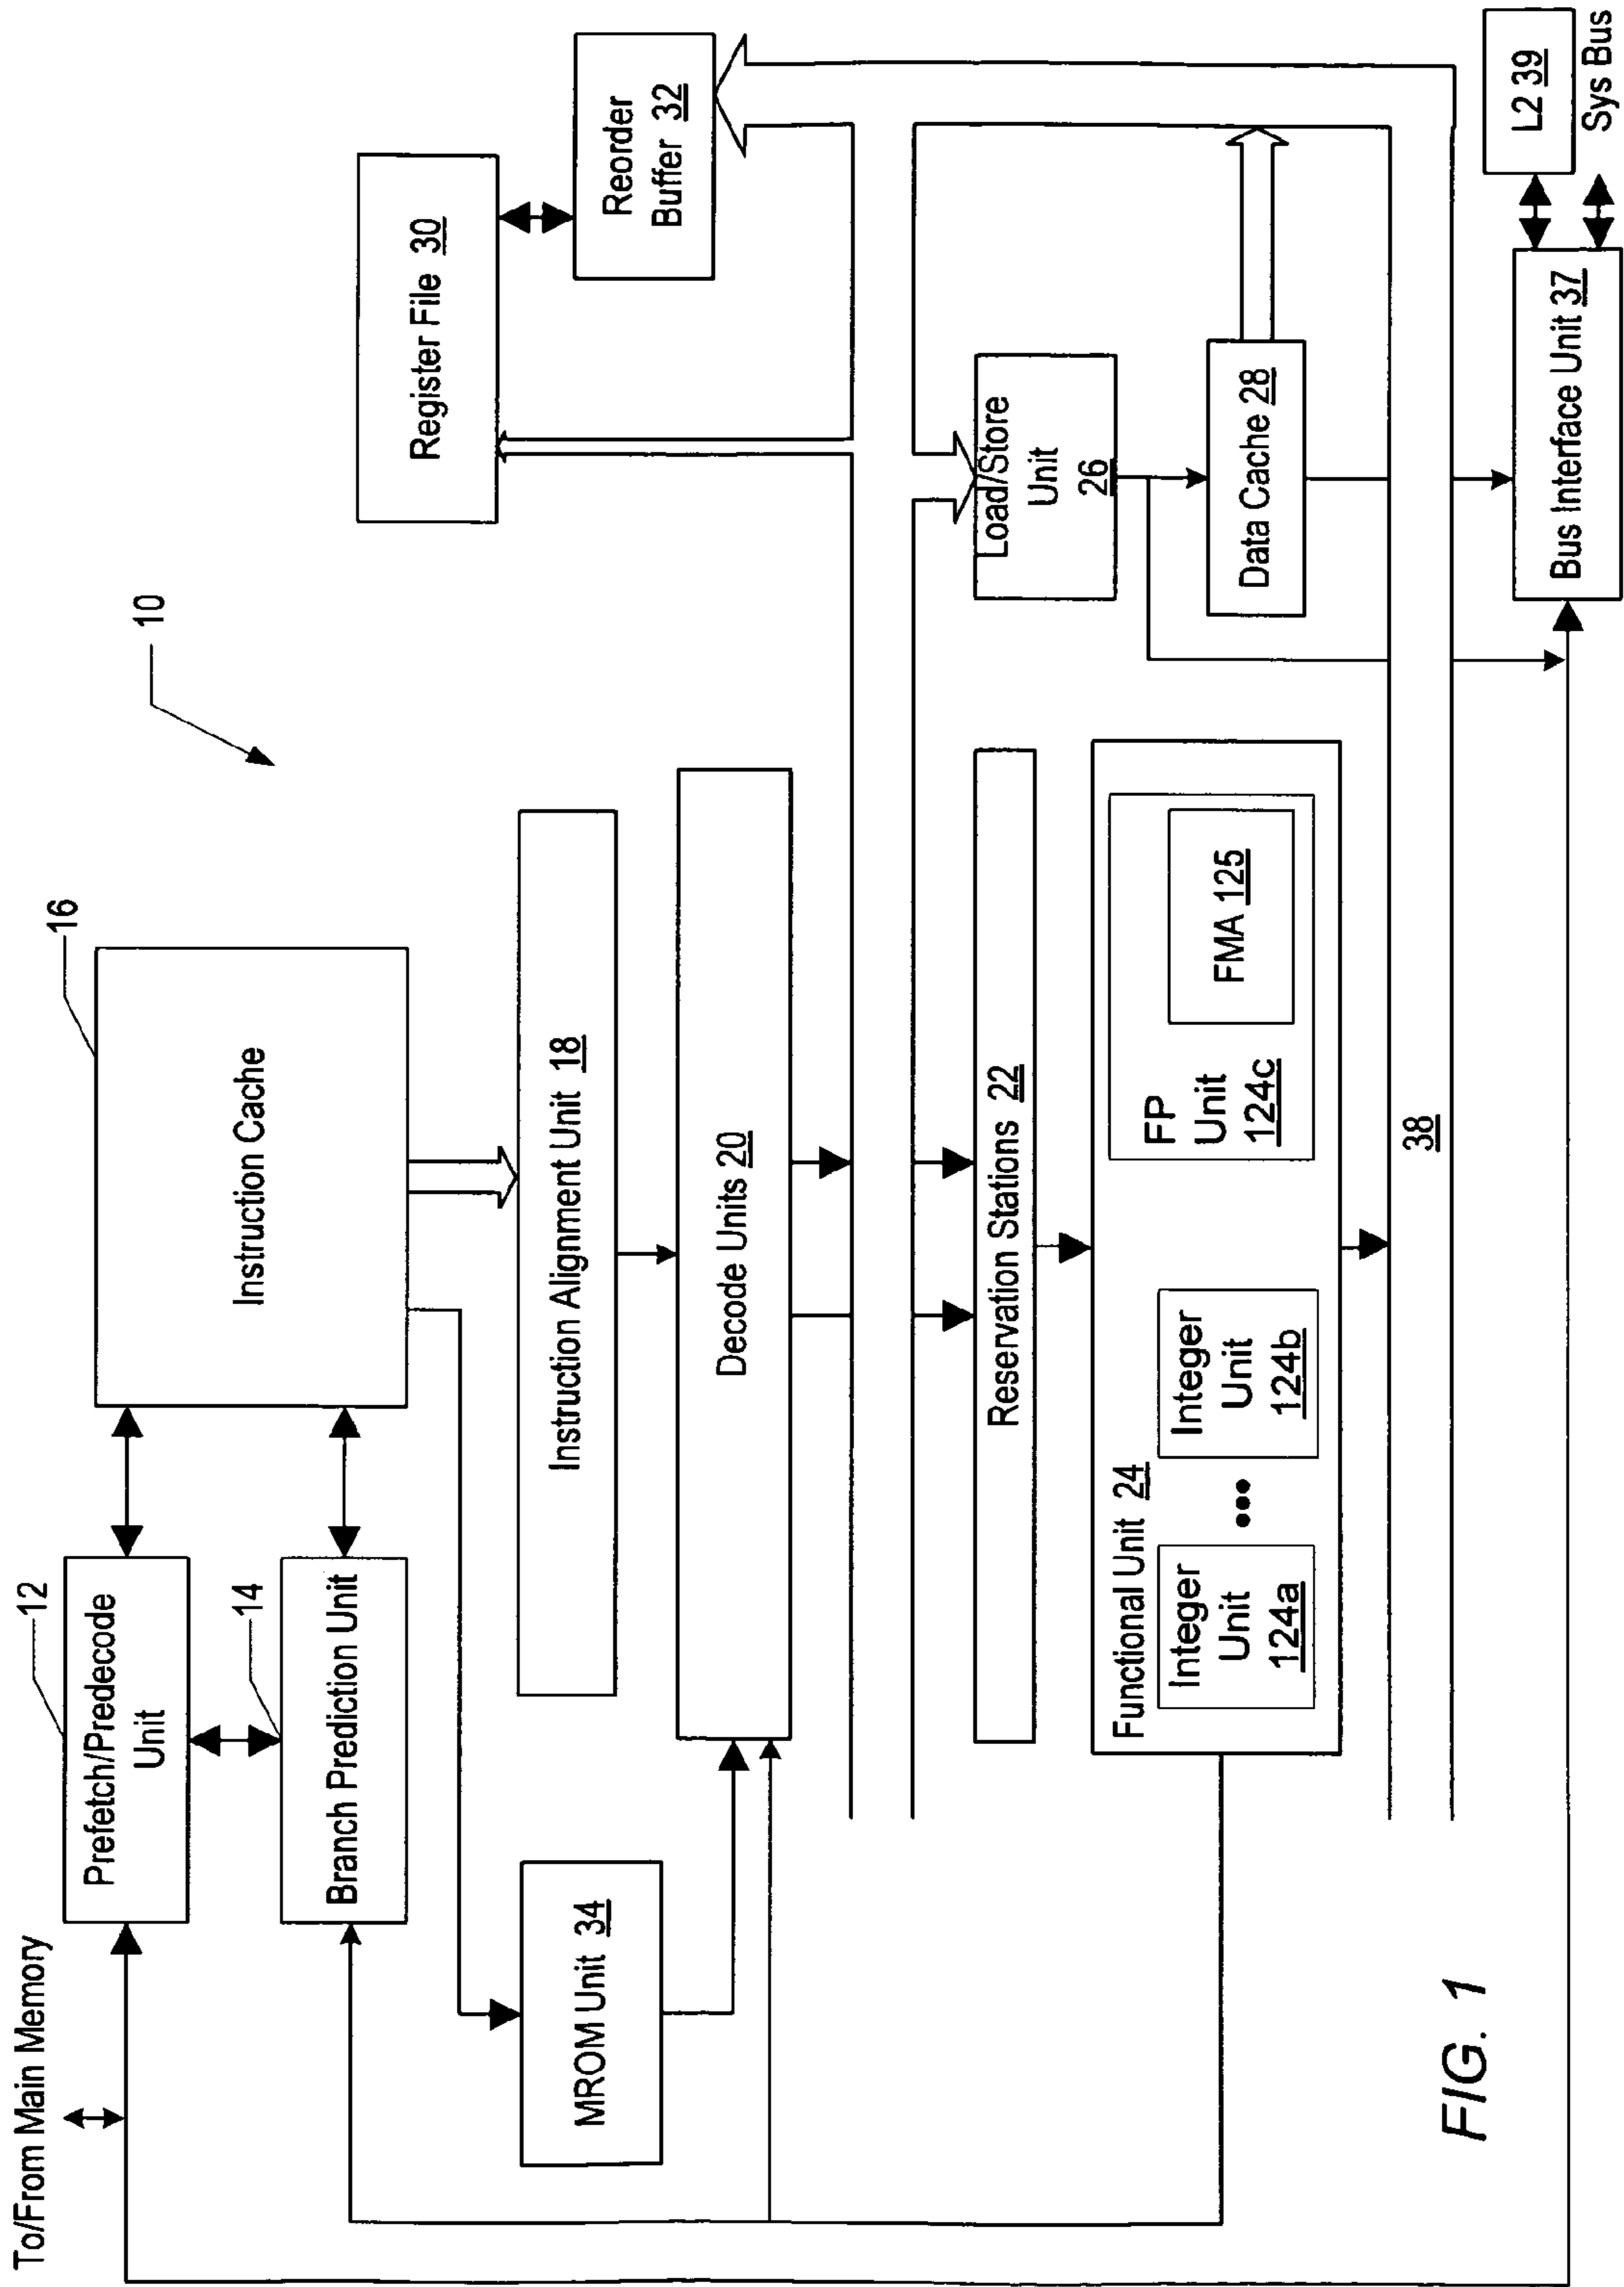 To/From Main Memory
12
Prefetch/Predecode
Unit
14
Branch Prediction Unit
16
Instruction Cache
10
MROM Unit 34
Instruction Alignment Unit 18
Decode Units 20
Register File 30
Reorder
Buffer 32
Reservation Stations 22
Load/Store
Unit
26
Functional Unit 24
Integer
Unit
124a
•••
Integer
Unit
124b
FP
Unit
124c
FMA 125
Data Cache 28
38
Bus Interface Unit 37
L2 39
Sys Bus
FIG. 1